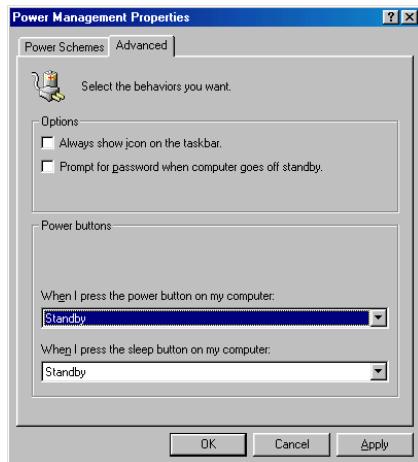 Power Management Properties
Power Schemes Advanced
Select the behaviors you want.
Options
Always show icon on the taskbar.
Prompt for password when computer goes off standby.
Power buttons
When I press the power button on my computer:
Standby
When I press the sleep button on my computer:
Standby
OK Cancel Apply